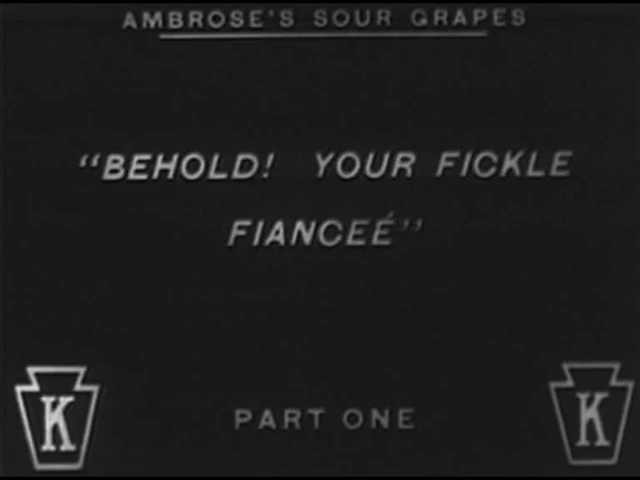 AMBROSE'S SOUR GRAPES
"BEHOLD! YOUR FICKLE
FIANCEÉ"
K
PART ONE
K